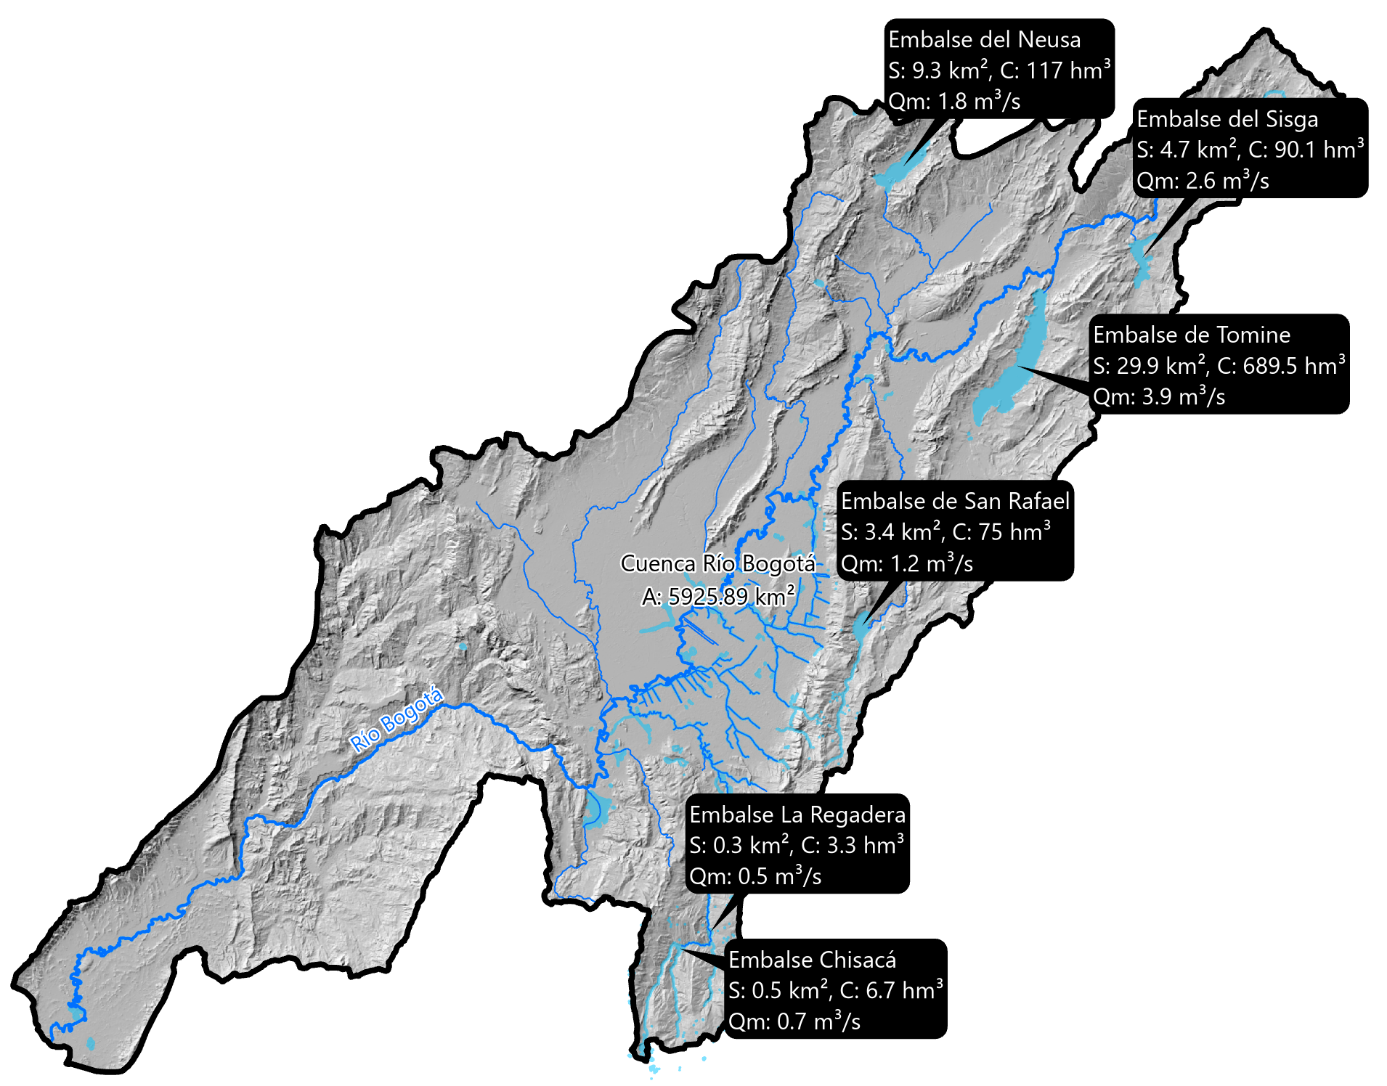 Embalse del Neusa
S: 9.3 km², C: 117 hm³
Qm: 1.8 m³/s
Embalse del Sisga
S: 4.7 km², C: 90.1 hm³
Qm: 2.6 m³/s
Embalse de Tomine
S: 29.9 km², C: 689.5 hm³
Qm: 3.9 m³/s
Embalse de San Rafael
S: 3.4 km², C: 75 hm³
Qm: 1.2 m³/s
Cuenca Río Bogotá
A: 5925.89 km²
Río Bogotá
Embalse La Regadera
S: 0.3 km², C: 3.3 hm³
Qm: 0.5 m³/s
Embalse Chisacá
S: 0.5 km², C: 6.7 hm³
Qm: 0.7 m³/s